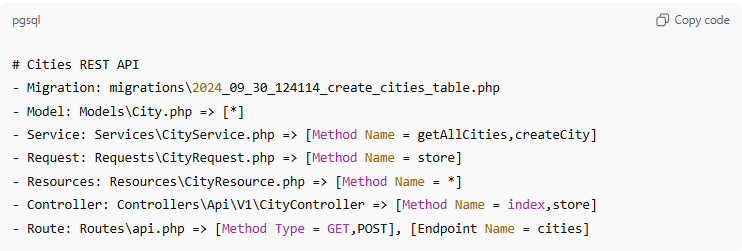 pgsql
Copy code
# Cities REST API
- Migration: migrations\2024_09_30_124114_create_cities_table.php
- Model: Models\City.php => [*]
- Service: Services\CityService.php => [Method Name = getAllCities,createCity]
- Request: Requests\CityRequest.php => [Method Name = store]
- Resources: Resources\CityResource.php => [Method Name = *]
- Controller: Controllers\Api\V1\CityController => [Method Name = index,store]
- Route: Routes\api.php => [Method Type = GET,POST], [Endpoint Name = cities]